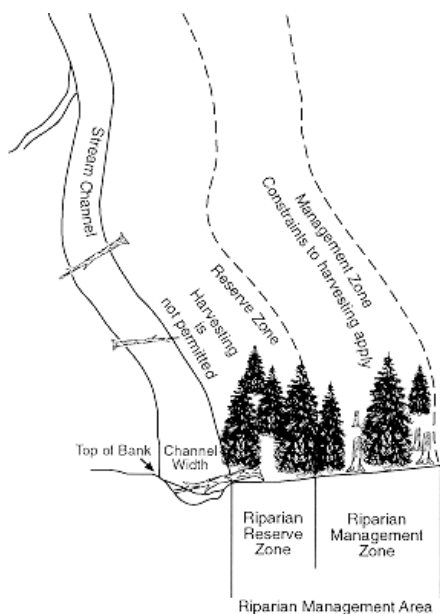 Stream Channel
Reserve Zone
Harvesting
is
not permitted
Management Zone
Constraints to harvesting apply
Top of Bank
Channel
Width
Riparian
Reserve
Zone
Riparian
Management
Zone
Riparian Management Area